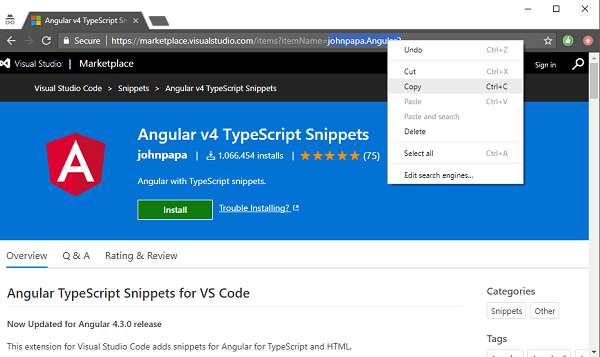 Angular v4 TypeScript Sn
Secure | https://marketplace.visualstudio.com/items?itemName=johnpapa.Angular2
Visual Studio | Marketplace
Sign in
Visual Studio Code > Snippets > Angular v4 TypeScript Snippets
Undo Ctrl+Z
Cut Ctrl+X
Copy Ctrl+C
Paste Ctrl+V
Paste and search
Delete
Select all Ctrl+A
Edit search engines...
A
Angular v4 TypeScript Snippets
johnpapa | 1,066,454 installs | (75)
Angular with TypeScript snippets.
Install Trouble Installing?
Overview Q & A Rating & Review
Angular TypeScript Snippets for VS Code
Now Updated for Angular 4.3.0 release
This extension for Visual Studio Code adds snippets for Angular for TypeScript and HTML.
Categories
Snippets Other
Tags